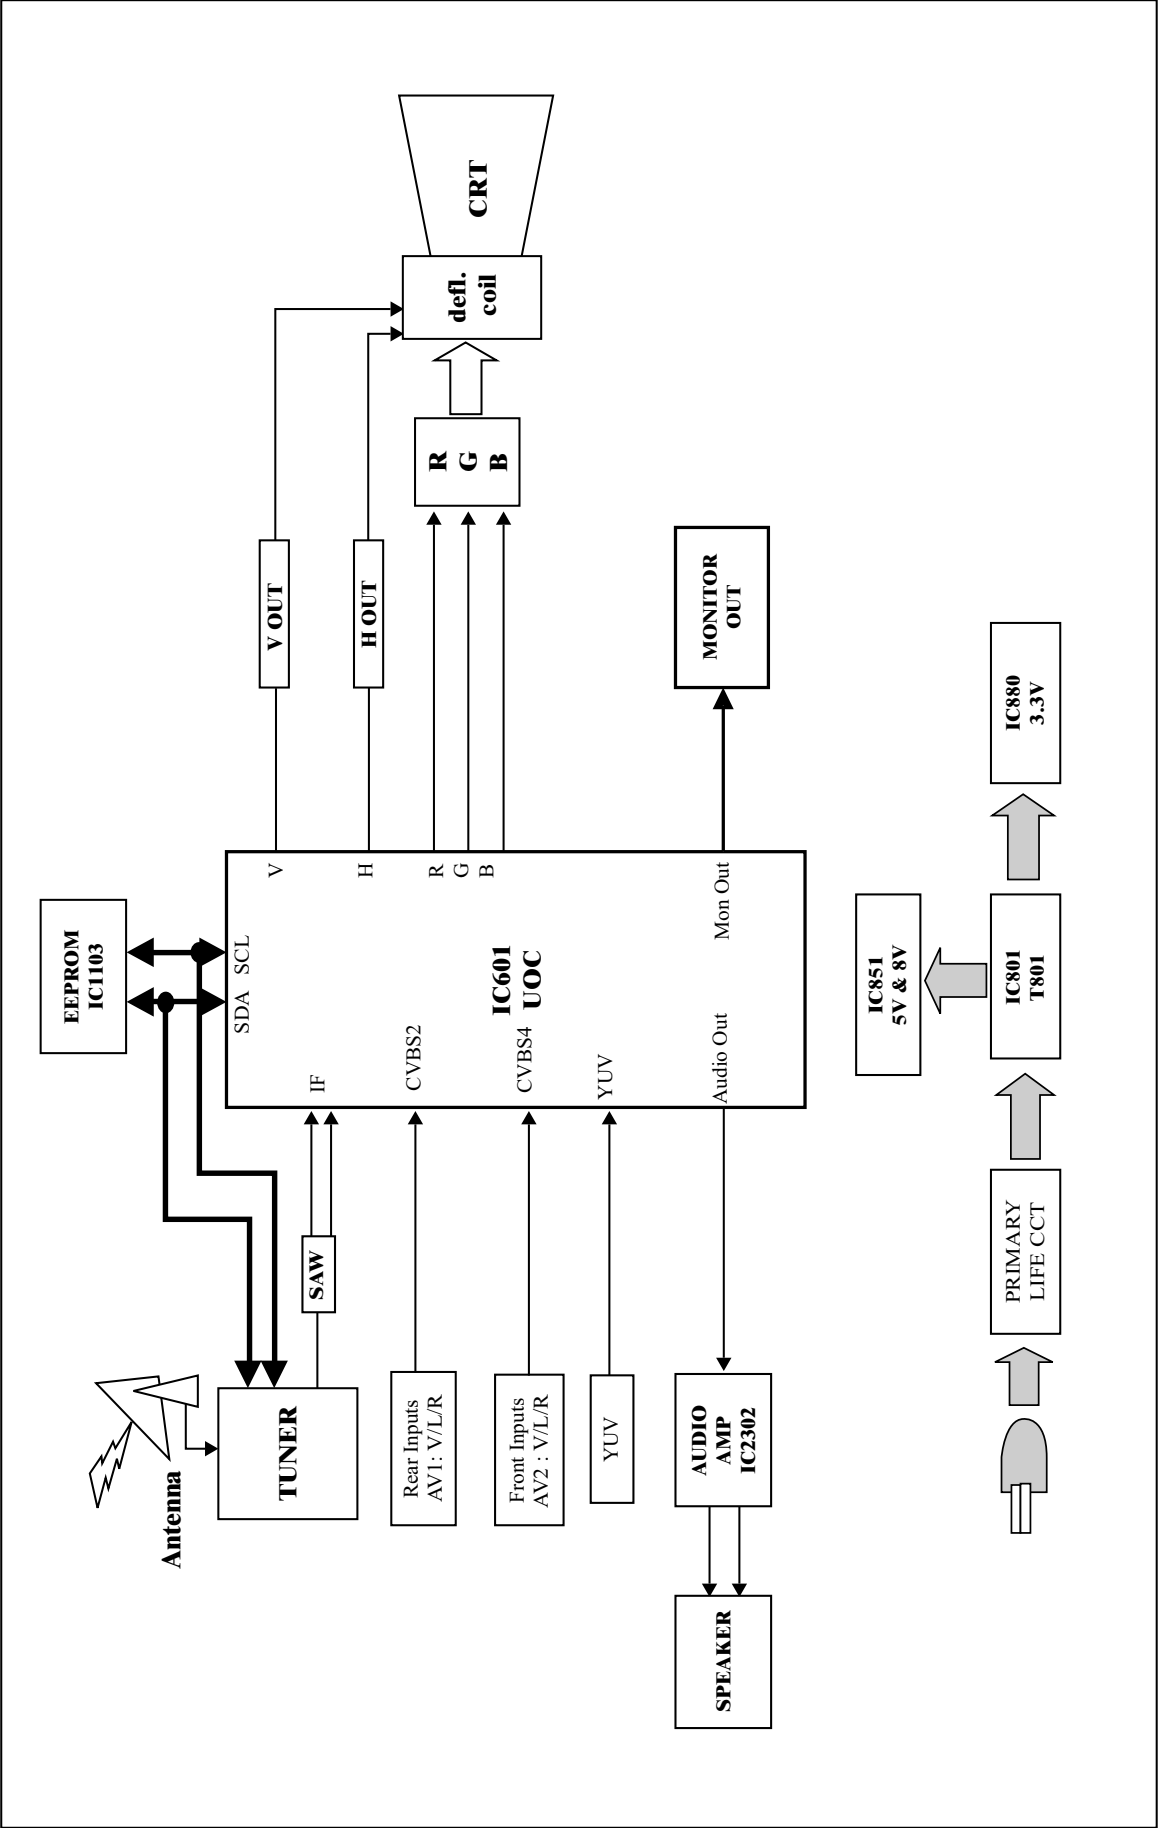 Antenna
EEPROM
IC1103
TUNER
SAW
Rear Inputs
AV1: V/L/R
Front Inputs
AV2 : V/L/R
YUV
AUDIO
AMP
IC2302
SPEAKER
SDA
SCL
IF
CVBS2
CVBS4
YUV
Audio Out
IC601
UOC
V
H
R
G
B
Mon Out
V OUT
H OUT
R
G
B
defl.
coil
CRT
MONITOR
OUT
PRIMARY
LIFE CCT
IC801
T801
IC851
5V & 8V
IC880
3.3V